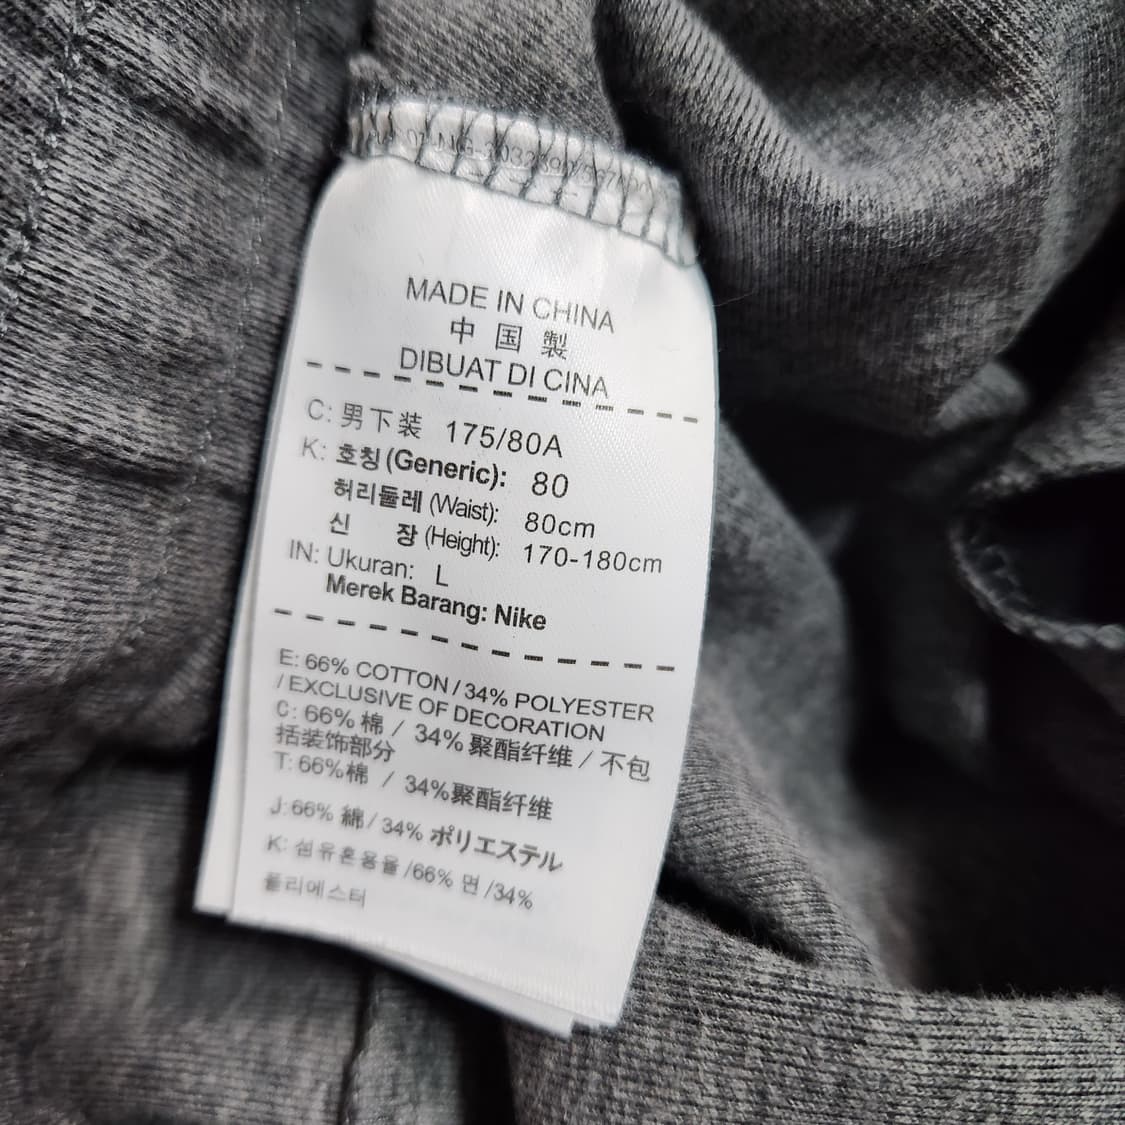 MADE IN CHINA
中 国 製
DIBUAT DI CINA
C: 男下装 175/80A
K: 호칭 (Generic): 80
허리둘레 (Waist): 80cm
신 장 (Height): 170-180cm
IN: Ukuran: L
Merek Barang: Nike
E: 66% COTTON / 34% POLYESTER
/ EXCLUSIVE OF DECORATION
C: 66% 棉 / 34% 聚酯纤维 / 不包
括装饰部分
T: 66%棉 / 34%聚酯纤维
J: 66% 綿 / 34% ポリエステル
K: 섬유혼용율 /66% 면 /34%
폴리에스터